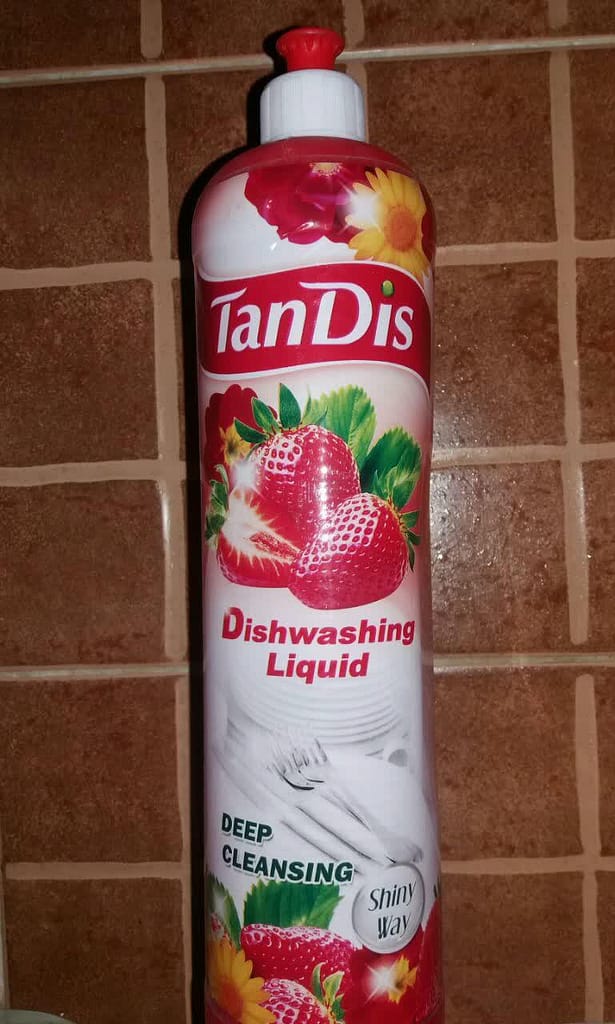 TanDis
Dishwashing
Liquid
DEEP
CLEANSING
Shiny
Way